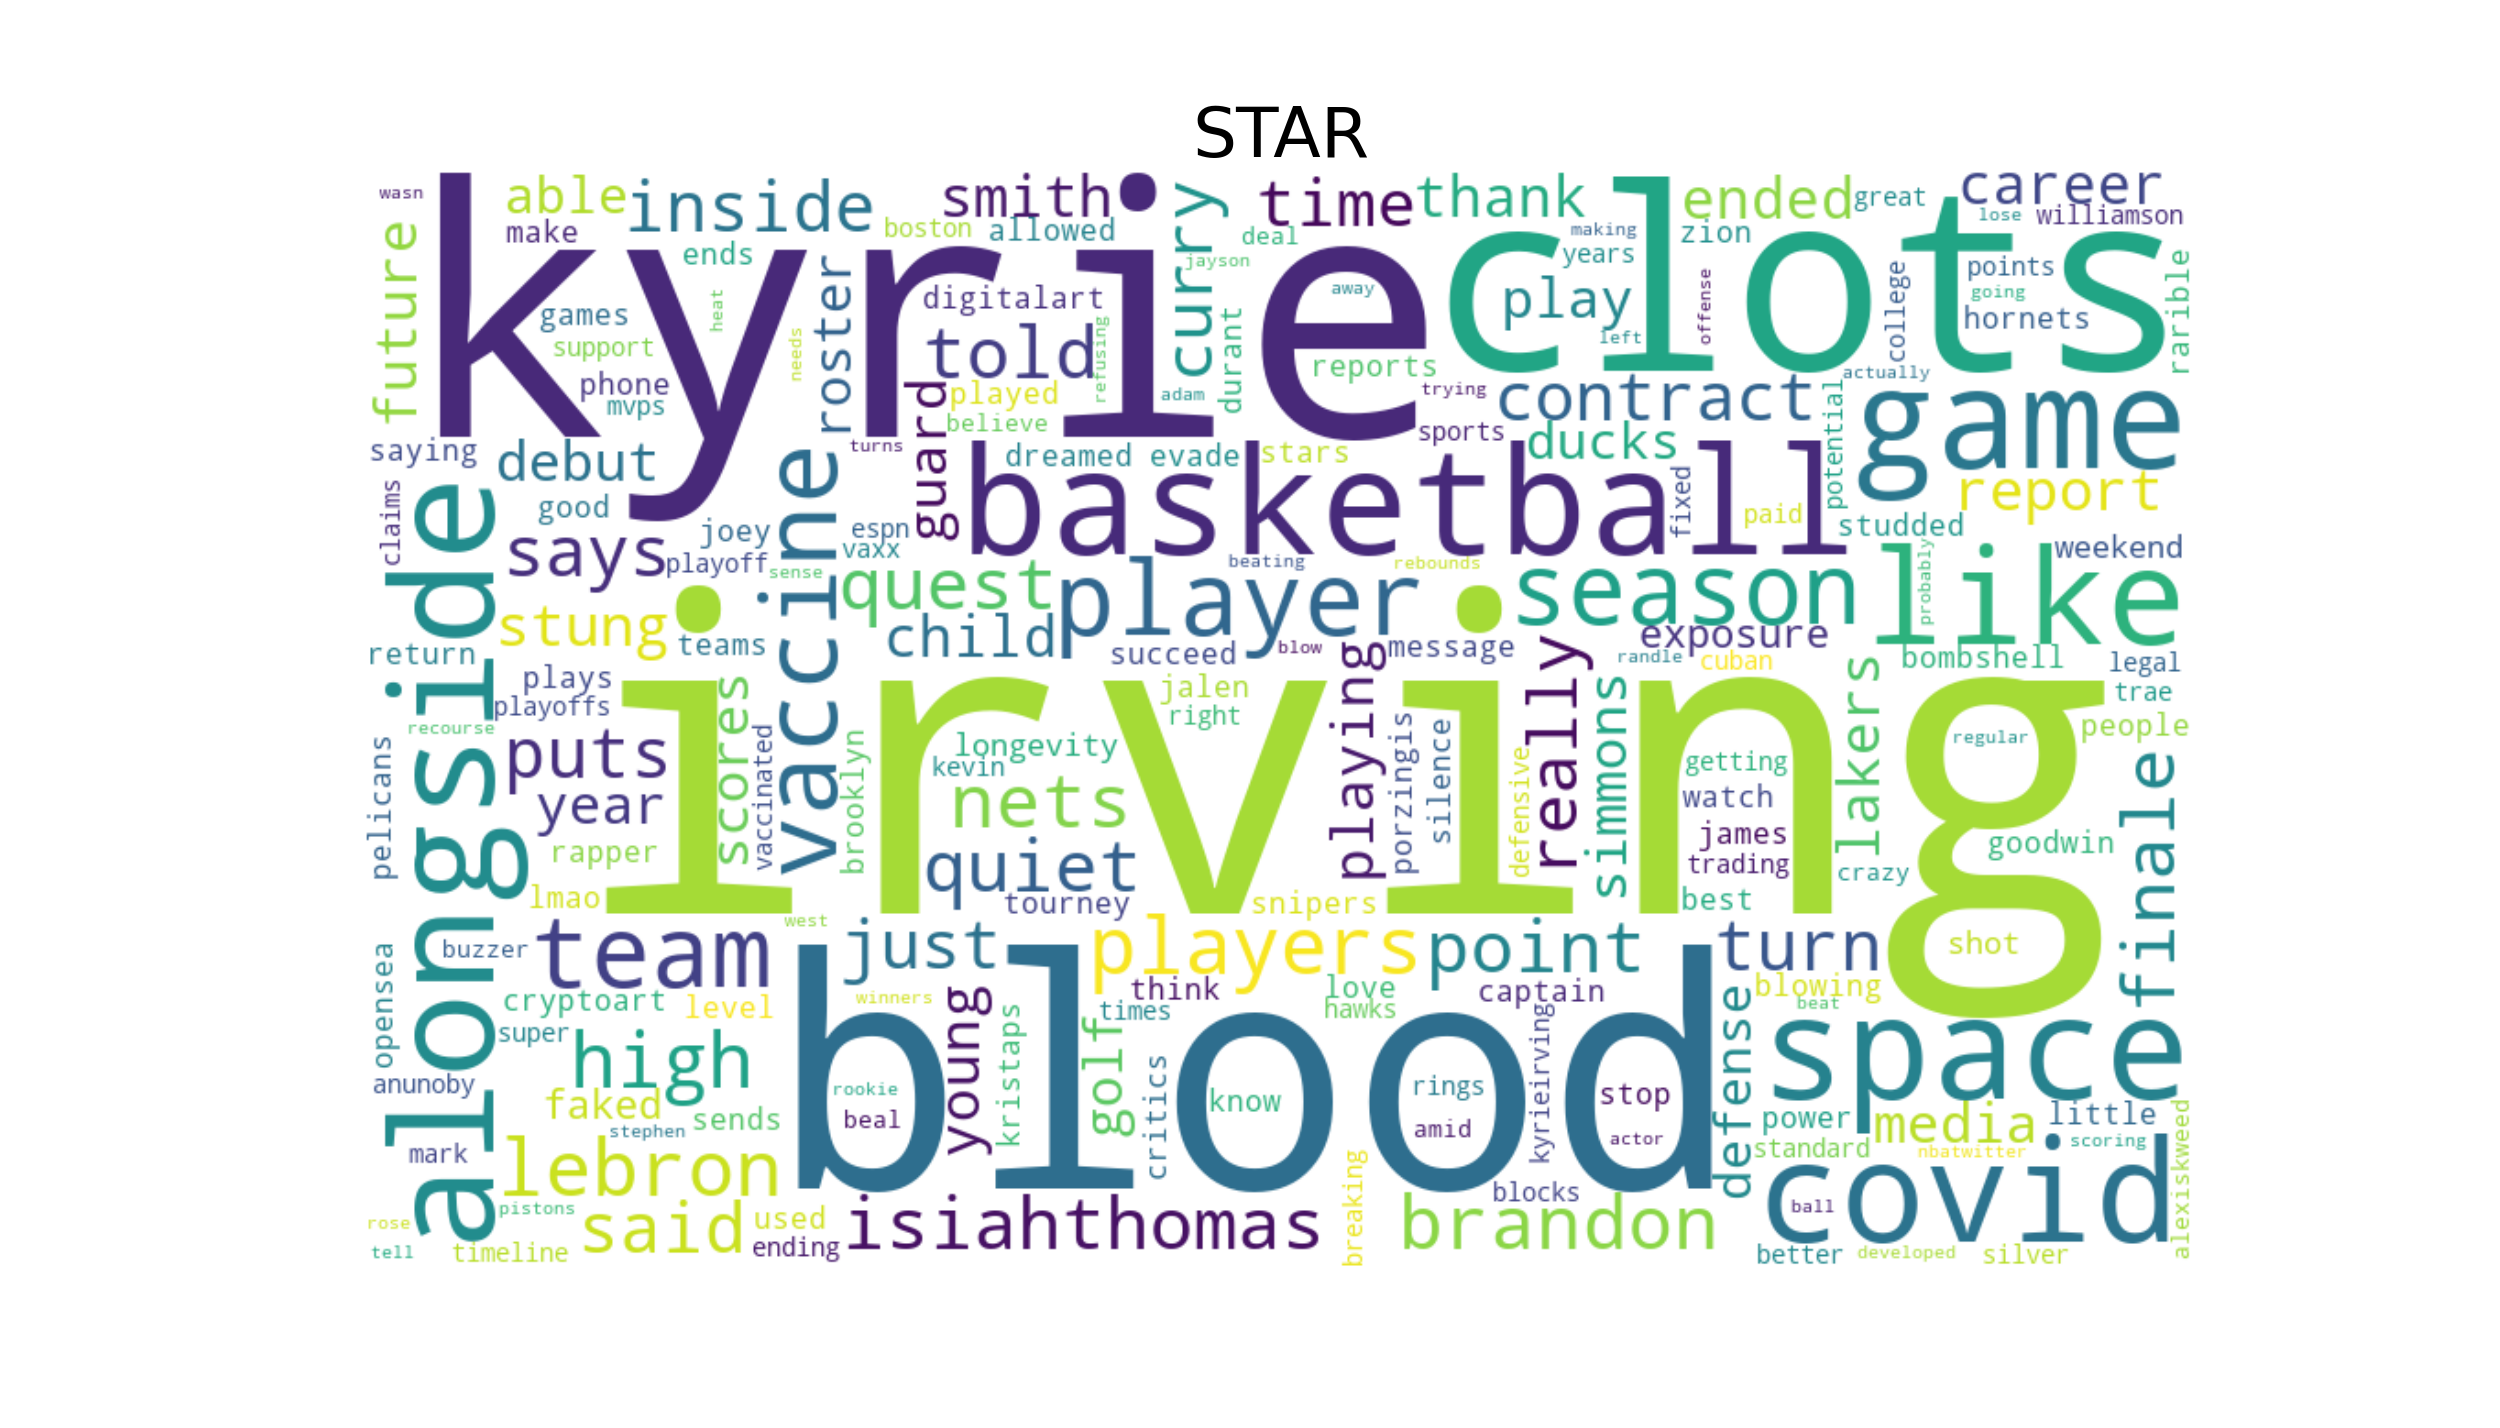 STAR
wasn
able
inside
smith
time
thank
ended
great
career
make
boston
allowed
curry
deal
making
zion
lose
williamson
future
kyrie
clots
ends
jayson
years
points
heat
roster
digitalart
away
play
offense
college
going
hornets
rarible
games
support
needs
told
refusing
durant
reports
left
phone
mvps
guard
played
adam
trying
contract
actually
game
believe
saying
debut
turns
dreamed
evade
stars
sports
ducks
potential
claims
good
vaccine
basketball
fixed
paid
report
says
joey
espn
studded
playoff
vaxx
sense
beating
rebounds
weekend
alongside
quest
player
season
probably
like
stung
teams
child
succeed
blow
message
exposure
return
randle
cuban
bombshell
legal
plays
irving
jalen
playing
really
trae
playoffs
right
recourse
scores
porzingis
simmons
lakers
people
puts
vaccinated
longevity
silence
regular
pelicans
brooklyn
kevin
defensive
getting
year
nets
watch
finale
rapper
james
goodwin
quiet
trading
crazy
lmao
tourney
snipers
best
west
team
just
players
point
turn
shot
buzzer
opensea
think
love
captain
blowing
cryptoart
level
winners
young
times
hawks
beat
super
high
blood
kristaps
golf
kyrieirving
defense
space
anunoby
critics
rookie
know
rings
stop
faked
sends
beal
power
media
little
stephen
amid
actor
standard
scoring
mark
lebron
nbatwitter
alexiskweed
breaking
blocks
covid
pistons
said
used
isiahthomas
brandon
ball
rose
tell
timeline
ending
better
developed
silver